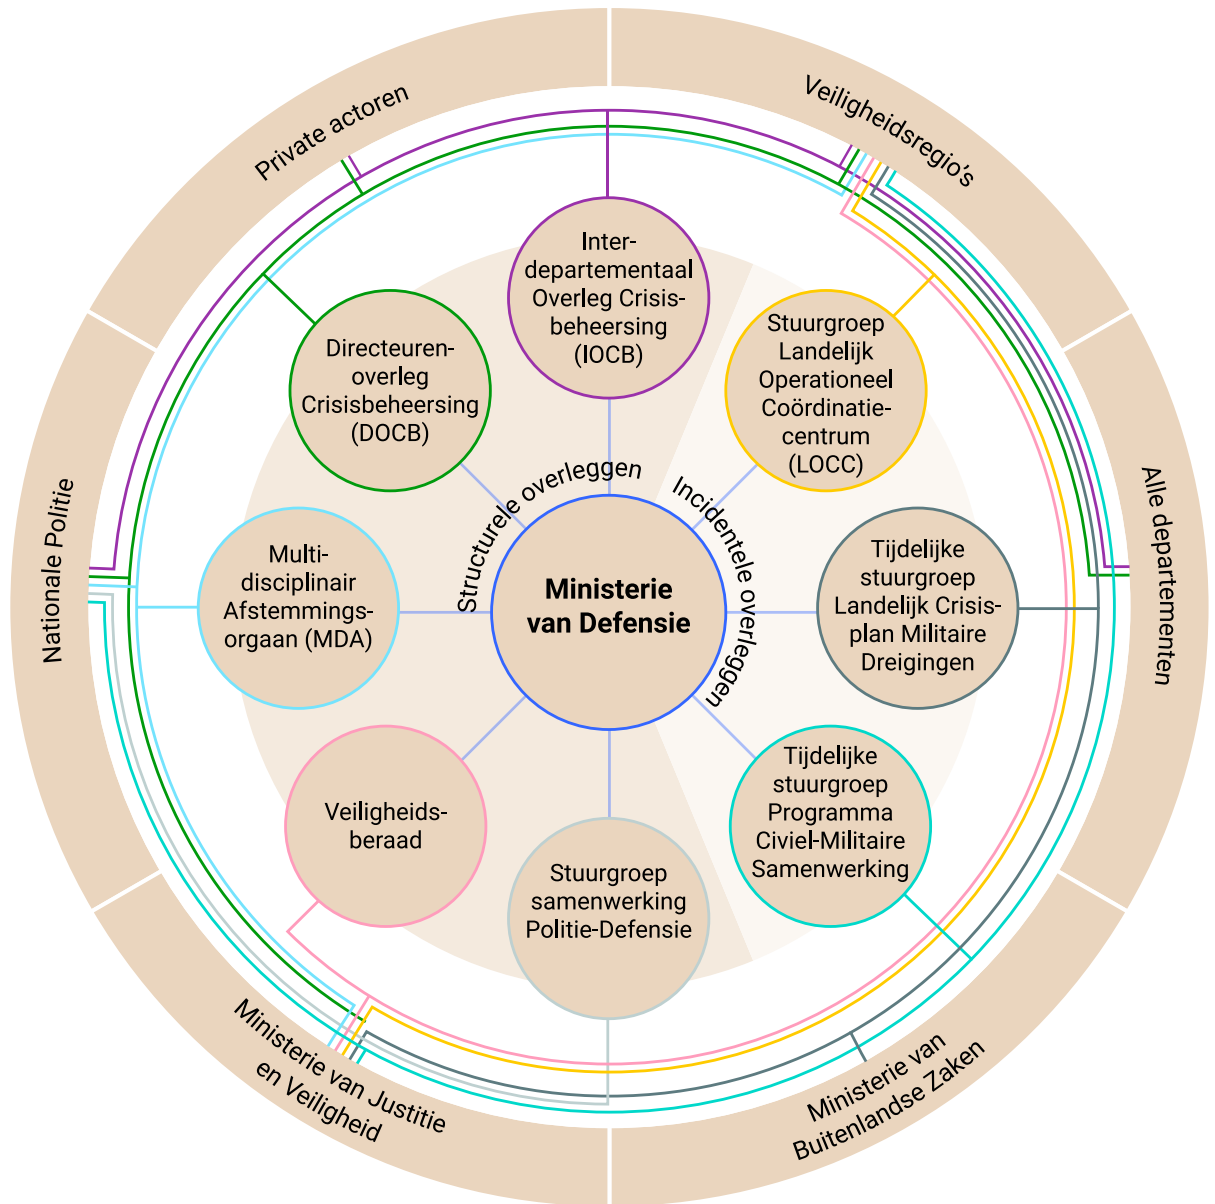 Private actoren
Veiligheidsregio's
Alle departementen
Ministerie van
Buitenlandse Zaken
Ministerie van Justitie
en Veiligheid
Nationale Politie
Inter-
departementaal
Overleg Crisis-
beheersing
(IOCB)
Stuurgroep
Landelijk
Operationeel
Coördinatie-
centrum
(LOCC)
Tijdelijke
stuurgroep
Landelijk Crisis-
plan Militaire
Dreigingen
Tijdelijke
stuurgroep
Programma
Civiel-Militaire
Samenwerking
Stuurgroep
samenwerking
Politie-Defensie
Veiligheids-
beraad
Multi-
disciplinair
Afstemmings-
orgaan (MDA)
Directeuren-
overleg
Crisisbeheersing
(DOCB)
Structurele overleggen
Incidentele overleggen
Ministerie
van Defensie